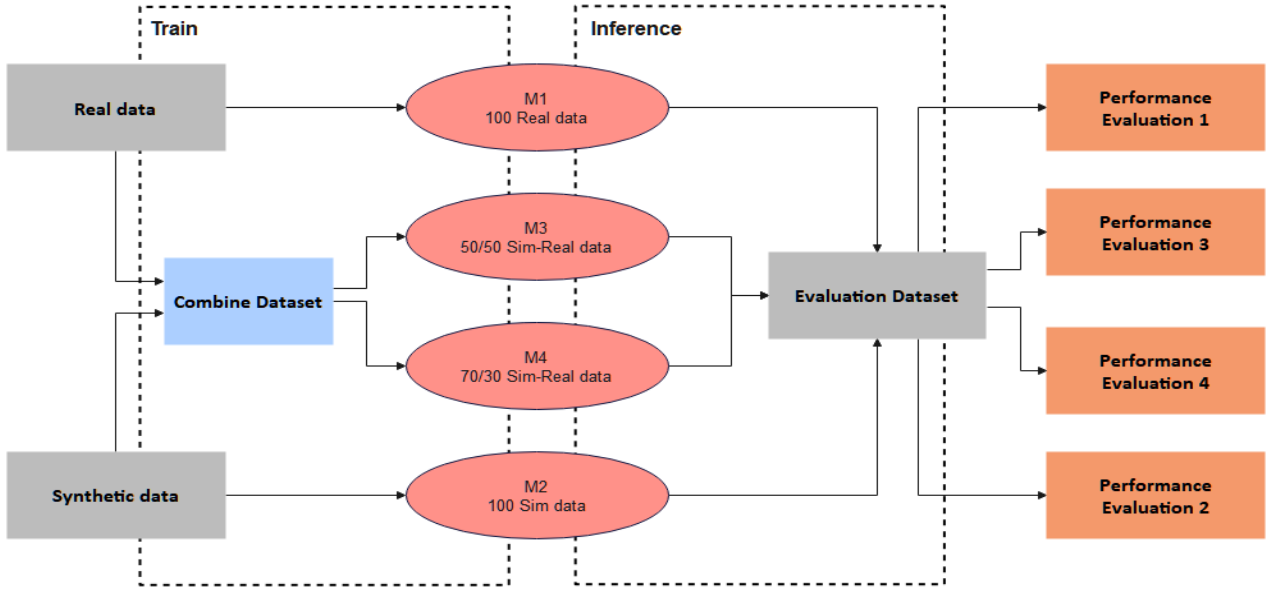 Train
Inference
Real data
M1
100 Real data
Performance
Evaluation 1
M3
50/50 Sim-Real data
Performance
Evaluation 3
Combine Dataset
Evaluation Dataset
M4
70/30 Sim-Real data
Performance
Evaluation 4
Synthetic data
M2
100 Sim data
Performance
Evaluation 2